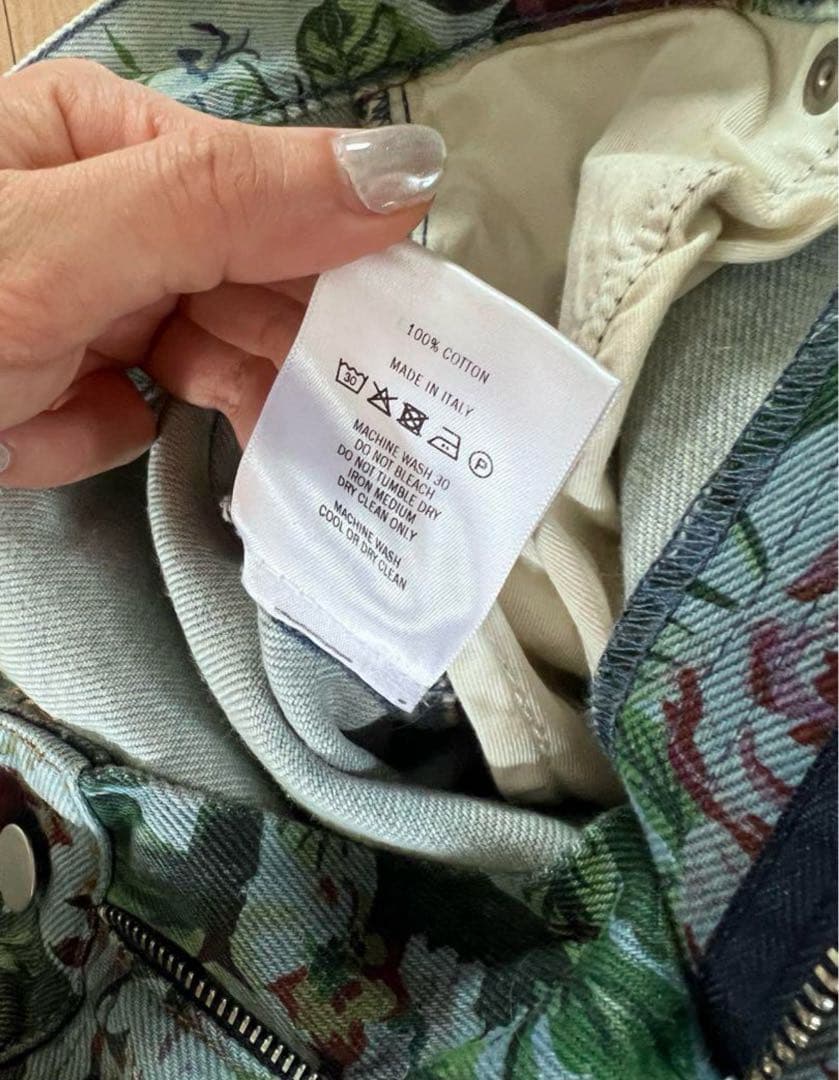 100% COTTON
MADE IN ITALY
30 P
MACHINE WASH 30
DO NOT BLEACH
DO NOT TUMBLE DRY
IRON MEDIUM
DRY CLEAN ONLY
MACHINE WASH
COOL OR DRY CLEAN